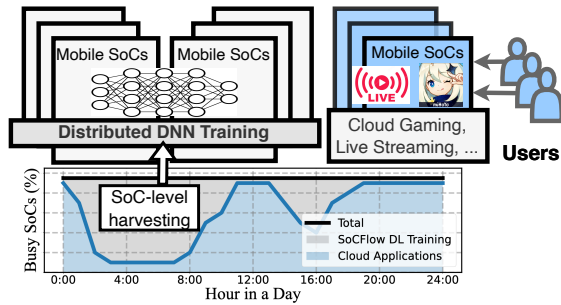 Mobile SoCs
Mobile SoCs
Mobile SoCs
LIVE
Distributed DNN Training
Cloud Gaming,
Live Streaming, ...
Users
SoC-level
harvesting
Busy SoCs (%)
Total
SoCFlow DL Training
Cloud Applications
0:00 4:00 8:00 12:00 16:00 20:00 24:00
Hour in a Day